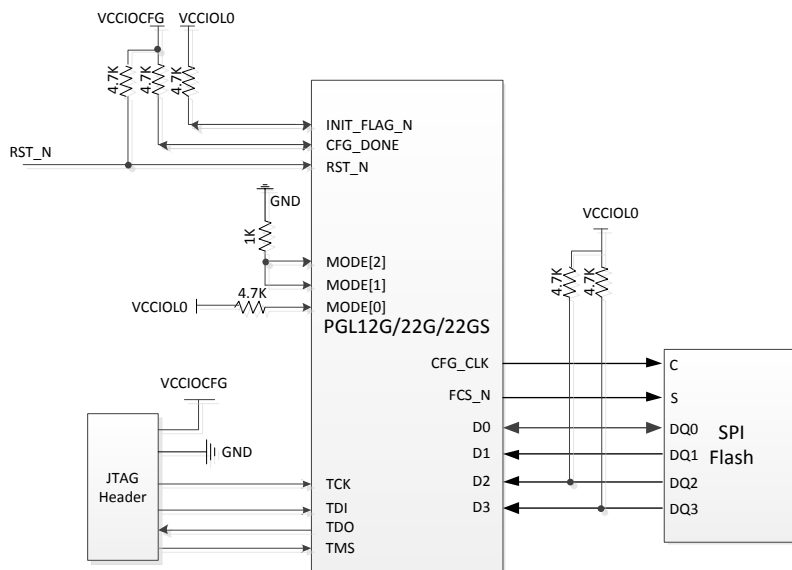 VCCIOCFG
VCCIOL0
4.7K
4.7K
4.7K
INIT_FLAG_N
CFG_DONE
RST_N
RST_N
GND
1K
MODE[2]
MODE[1]
MODE[0]
4.7K
VCCIOL0
PGL12G/22G/22GS
VCCIOL0
4.7K
4.7K
CFG_CLK
FCS_N
D0
D1
D2
D3
C
S
DQ0
DQ1
DQ2
DQ3
SPI
Flash
VCCIOCFG
GND
JTAG
Header
TCK
TDI
TDO
TMS